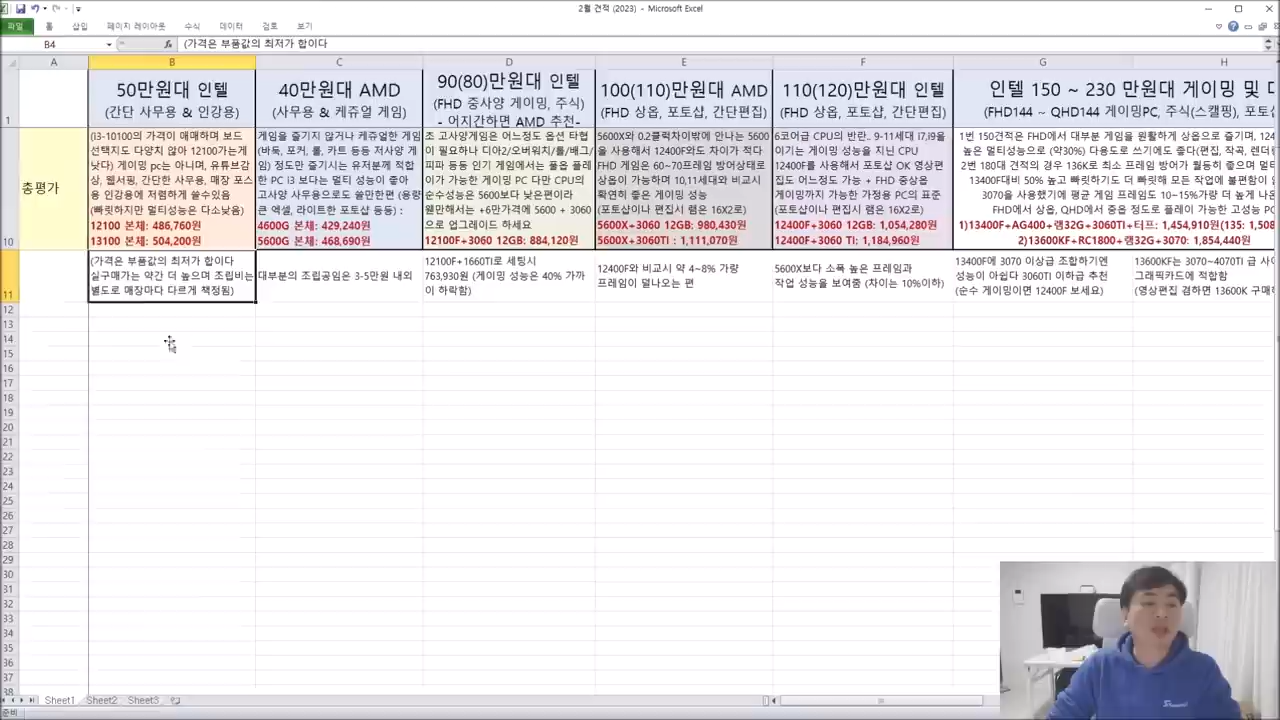 2월 견적 (2023) - Microsoft Excel
파일 홈 삽입 페이지 레이아웃 수식 데이터 검토 보기
B4 fx (가격은 부품값의 최저가 합이다
A B C D E F G H
1
50만원대 인텔
(간단 사무용 & 인강용)
40만원대 AMD
(사무용 & 케쥬얼 게임)
90(80)만원대 인텔
(FHD 중사양 게이밍, 주식)
- 어지간하면 AMD 추천-
100(110)만원대 AMD
(FHD 상옵, 포토샵, 간단편집)
110(120)만원대 인텔
(FHD 상옵, 포토샵, 간단편집)
인텔 150 ~ 230 만원대 게이밍 및
(FHD144 ~ QHD144 게이밍PC, 주식(스캘핑), 포토
10
총평가
(i3-10100의 가격이 애매하며 보드
선택지도 다양치 않아 12100가는게
낫다) 게이밍 pc는 아니며, 유튜브감
상, 웹서핑, 간단한 사무용, 매장 포스
용 인강용에 저렴하게 쓸수있음
(빠릿하지만 멀티성능은 다소낮음)
12100 본체: 486,760원
13100 본체: 504,200원
게임을 즐기지 않거나 케쥬얼한 게임
(바둑, 포커, 롤, 카트 등등 저사양 게
임) 정도만 즐기시는 유저분께 적합
한 PC i3 보다는 멀티 성능이 좋아
고사양 사무용으로도 쓸만한편 (용량
큰 엑셀, 라이트한 포토샵 등등) :
4600G 본체: 429,240원
5600G 본체: 468,690원
조 고사양게임은 어느정도 옵션 타협
이 필요하나 디아2/오버워치/롤/배그/
피파 등등 인기 게임에서는 풀옵 플레
이가 가능한 게이밍 PC 다만 CPU의
순수성능은 5600보다 낮은편이라
웬만해서는 +6만가격에 5600 + 3060
으로 업그레이드 하세요
12100F+3060 12GB: 884,120원
5600X와 0.2클럭차이밖에 안나는 5600
을 사용해서 12400F와도 차이가 적다
FHD 게임은 60~70프레임 방어상태로
상옵이 가능하며 10,11세대와 비교시
확연히 좋은 게이밍 성능
(포토샵이나 편집시 램은 16X2로)
5600X+3060 12GB: 980,430원
5600X+3060TI : 1,111,070원
6코어급 CPU의 반란.. 9-11세대 i7,i9을
이기는 게이밍 성능을 지닌 CPU
12400F를 사용해서 포토샵 OK 영상편
집도 어느정도 가능 + FHD 중상옵
게이밍까지 가능한 가정용 PC의 표준
(포토샵이나 편집시 램은 16X2로)
12400F+3060 12GB: 1,054,280원
12400F+3060 TI: 1,184,960원
1번 150견적은 FHD에서 대부분 게임을 원활하게 상옵으로 즐기며, 124
높은 멀티성능으로 (약30%) 다용도로 쓰기에도 좋다(편집, 작곡, 렌더
2번 180대 견적의 경우 136K로 최소 프레임 방어가 월등히 좋으며
12400F대비 50% 높고 빠릿하기도 더 빠릿해 모든 작업에 불편함이
3070을 사용했기에 평균 게임 프레임도 10~15%가량 더 높게 나
FHD에서 상옵, QHD에서 중옵 정도로 플레이 가능한 고성능 PC
1)13400F+AG400+램32G+3060TI+터프: 1,454,910원(135: 1,508
2)13600KF+RC1800+램32G+3070: 1,854,440원
11
(가격은 부품값의 최저가 합이다
실구매가는 약간 더 높으며 조립비는
별도로 매장마다 다르게 책정됨)
대부분의 조립공임은 3-5만원 내외
12100F+1660TI로 세팅시
763,930원 (게이밍 성능은 40% 가까
이 하락함)
12400F와 비교시 약 4~8% 가량
프레임이 덜나오는 편
5600X보다 소폭 높은 프레임과
작업 성능을 보여줌 (차이는 10%이하)
13400F에 3070 이상급 조합하기엔
성능이 아쉽다 3060TI 이하급 추천
(순수 게이밍이면 12400F 보세요)
13600KF는 3070~4070TI 급 사
그래픽카드에 적합함
(영상편집 겸하면 13600K 구매
12
13
14
15
16
17
18
19
20
21
22
23
24
25
26
27
28
29
30
31
32
33
34
35
36
37
38
Sheet1 Sheet2 Sheet3
준비